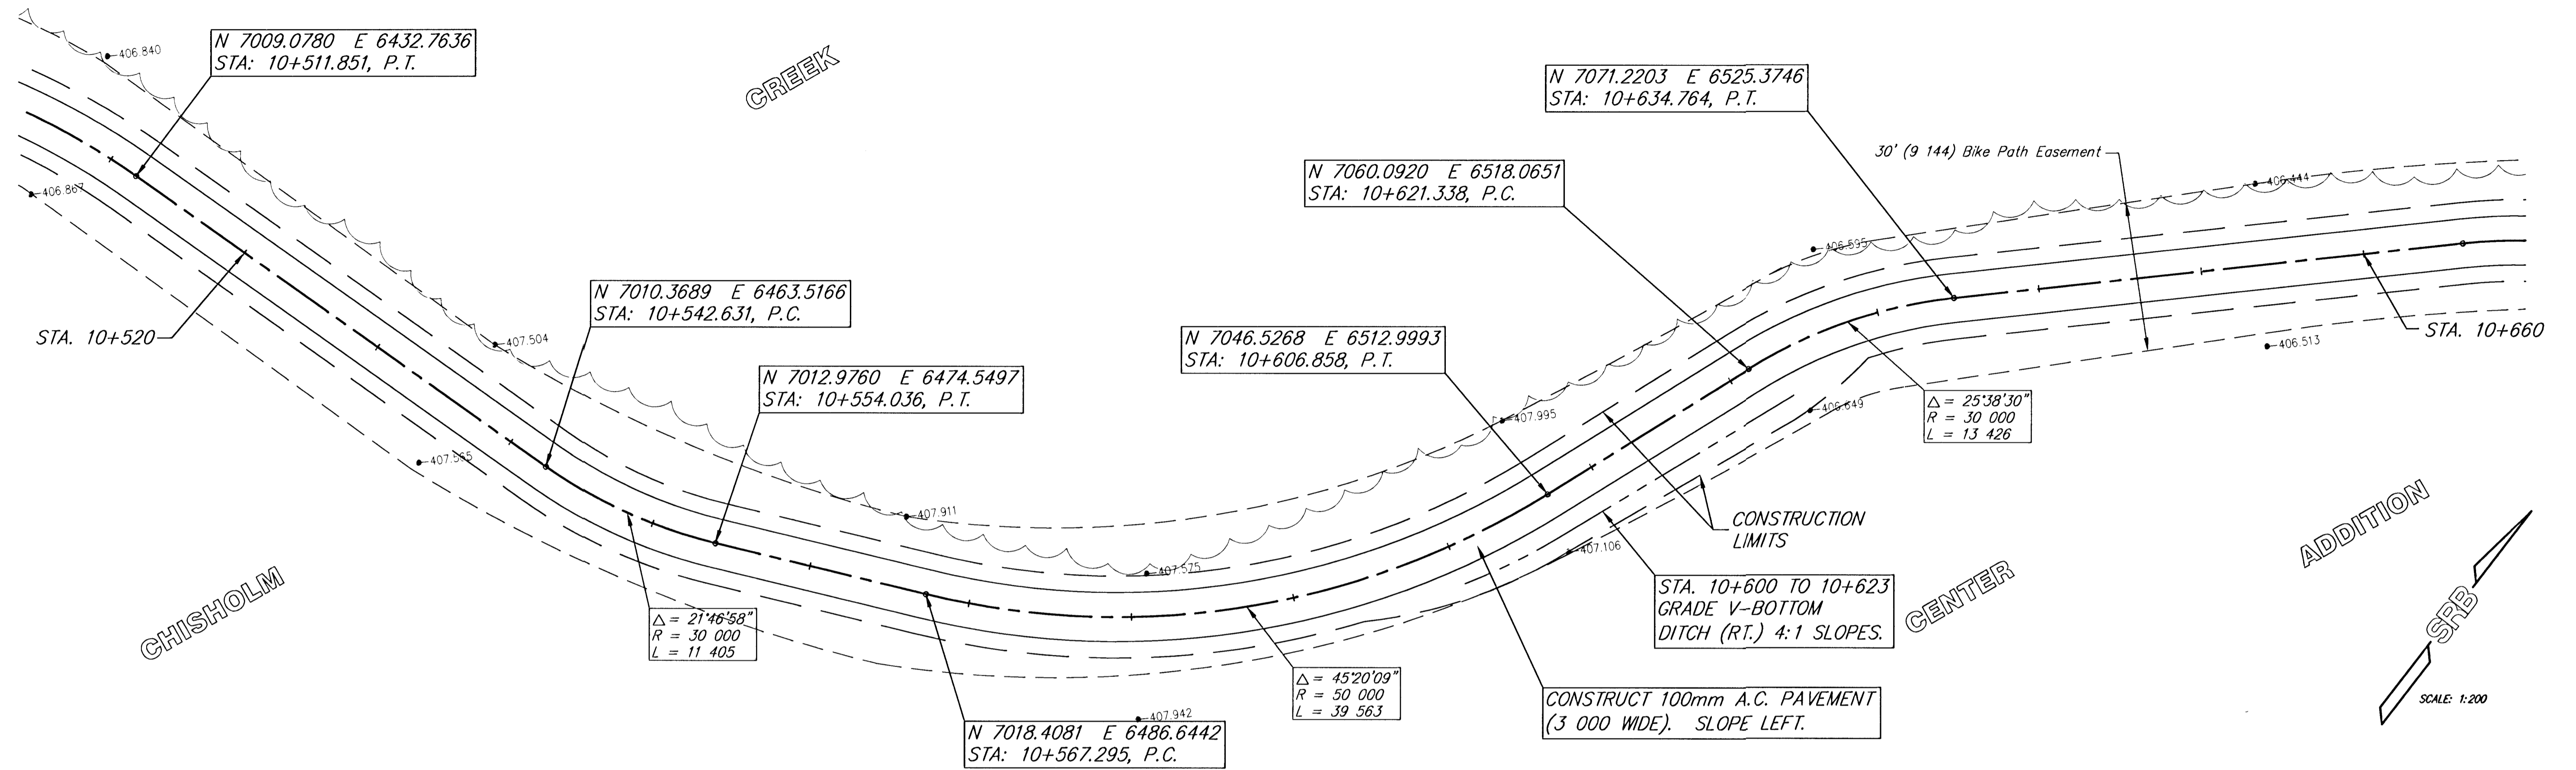 406.840
N 7009.0780 E 6432.7636
STA: 10+511.851, P.T.
CREEK
N 7071.2203 E 6525.3746
STA: 10+634.764, P.T.
30' (9 144) Bike Path Easement
406.867
N 7060.0920 E 6518.0651
STA: 10+621.338, P.C.
406.444
406.595
STA. 10+520
407.504
N 7010.3689 E 6463.5166
STA: 10+542.631, P.C.
N 7046.5268 E 6512.9993
STA: 10+606.858, P.T.
406.513
STA. 10+660
N 7012.9760 E 6474.5497
STA: 10+554.036, P.T.
407.995
406.649
Δ = 25°38'30"
R = 30 000
L = 13 426
407.565
407.911
CONSTRUCTION
LIMITS
ADDITION
407.106
407.575
CHISHOLM
Δ = 21°46'58"
R = 30 000
L = 11 405
STA. 10+600 TO 10+623
GRADE V-BOTTOM
DITCH (RT.) 4:1 SLOPES.
CENTER
SRB
Δ = 45°20'09"
R = 50 000
L = 39 563
CONSTRUCT 100mm A.C. PAVEMENT
(3 000 WIDE). SLOPE LEFT.
SCALE: 1:200
407.942
N 7018.4081 E 6486.6442
STA: 10+567.295, P.C.